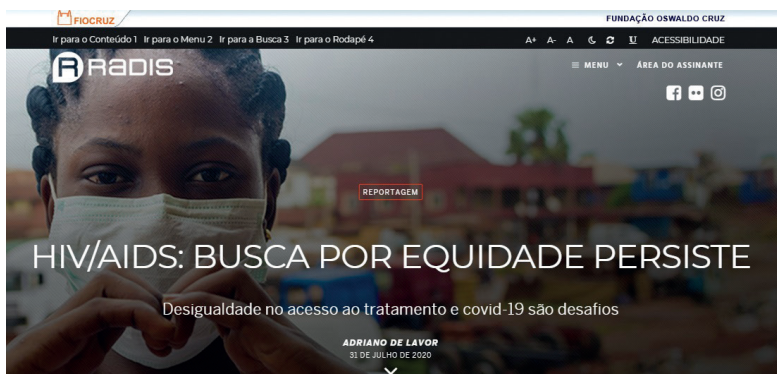 FIOCRUZ
FUNDAÇÃO OSWALDO CRUZ
Ir para o Conteúdo 1 Ir para o Menu 2 Ir para a Busca 3 Ir para o Rodapé 4
A+ A- A U ACESSIBILIDADE
RADIS
MENU ÁREA DO ASSINANTE
REPORTAGEM
HIV/AIDS: BUSCA POR EQUIDADE PERSISTE
Desigualdade no acesso ao tratamento e covid-19 são desafios
ADRIANO DE LAVOR
31 DE JULHO DE 2020